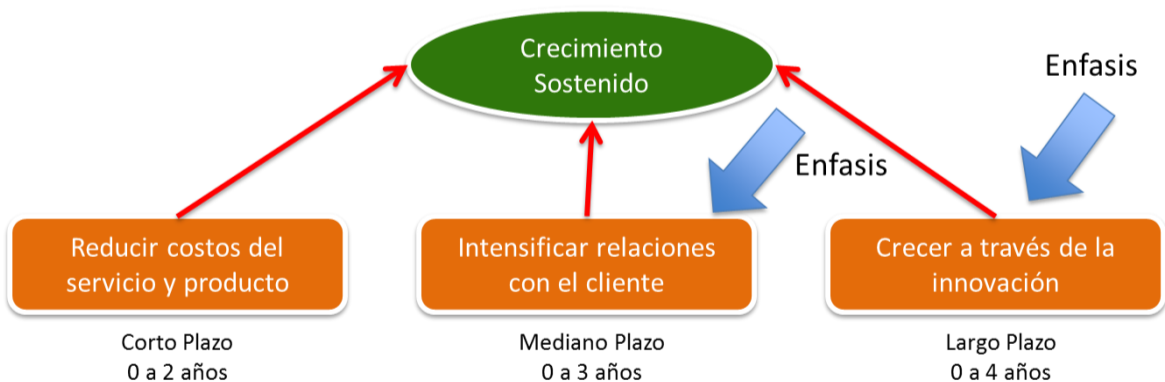 Crecimiento
Sostenido
Enfasis
Enfasis
Reducir costos del
servicio y producto
Intensificar relaciones
con el cliente
Crecer a través de la
innovación
Corto Plazo
0 a 2 años
Mediano Plazo
0 a 3 años
Largo Plazo
0 a 4 años